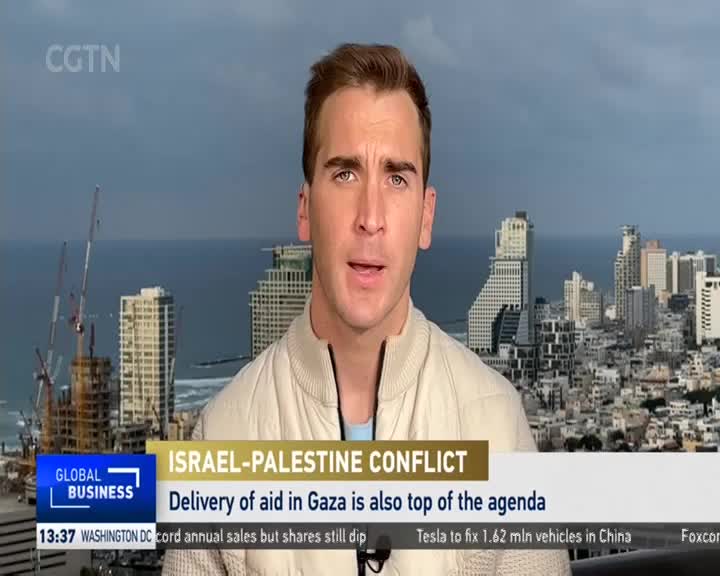 CGTN
ISRAEL-PALESTINE CONFLICT
GLOBAL
BUSINESS
Delivery of aid in Gaza is also top of the agenda
13:37 WASHINGTON DC cord annual sales but shares still dip Tesla to fix 1.62 mln vehicles in China Foxcor